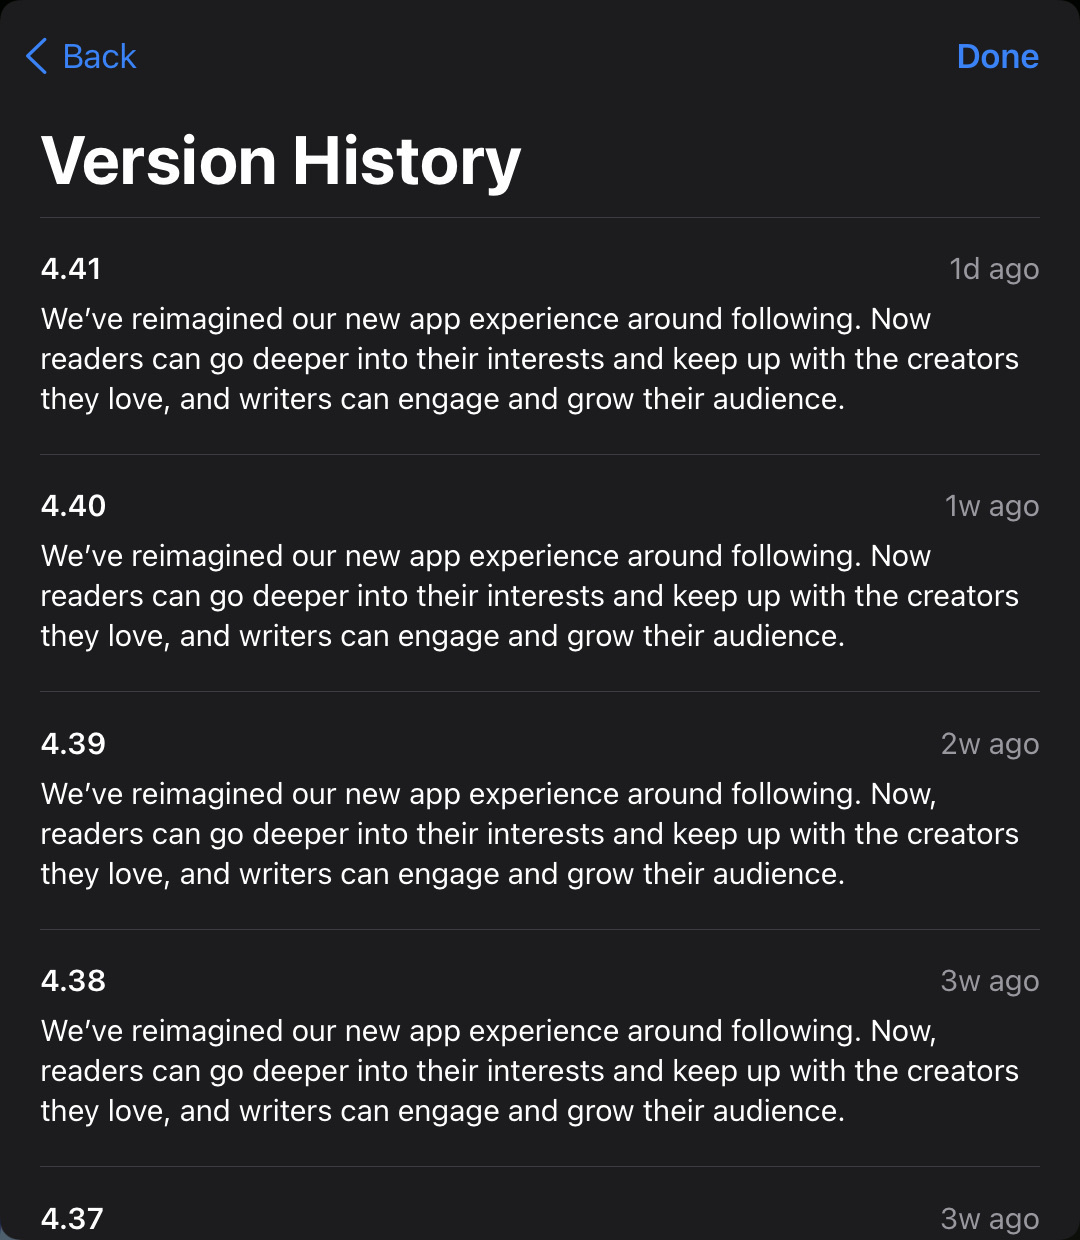 Back
Done
Version History
4.41
1d ago
We’ve reimagined our new app experience around following. Now
readers can go deeper into their interests and keep up with the creators
they love, and writers can engage and grow their audience.
4.40
1w ago
We’ve reimagined our new app experience around following. Now
readers can go deeper into their interests and keep up with the creators
they love, and writers can engage and grow their audience.
4.39
2w ago
We’ve reimagined our new app experience around following. Now,
readers can go deeper into their interests and keep up with the creators
they love, and writers can engage and grow their audience.
4.38
3w ago
We’ve reimagined our new app experience around following. Now,
readers can go deeper into their interests and keep up with the creators
they love, and writers can engage and grow their audience.
4.37
3w ago